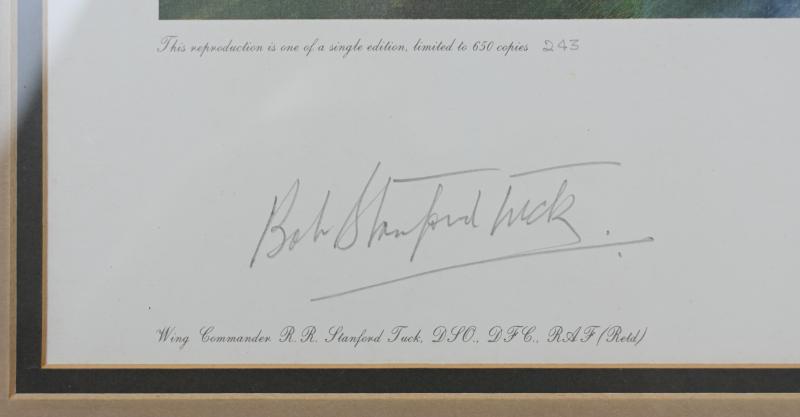 This reproduction is one of a single edition, limited to 650 copies 243
Bob Stanford Tuck.
Wing Commander R. R. Stanford Tuck, DSO., DFC., RAF (Retd)